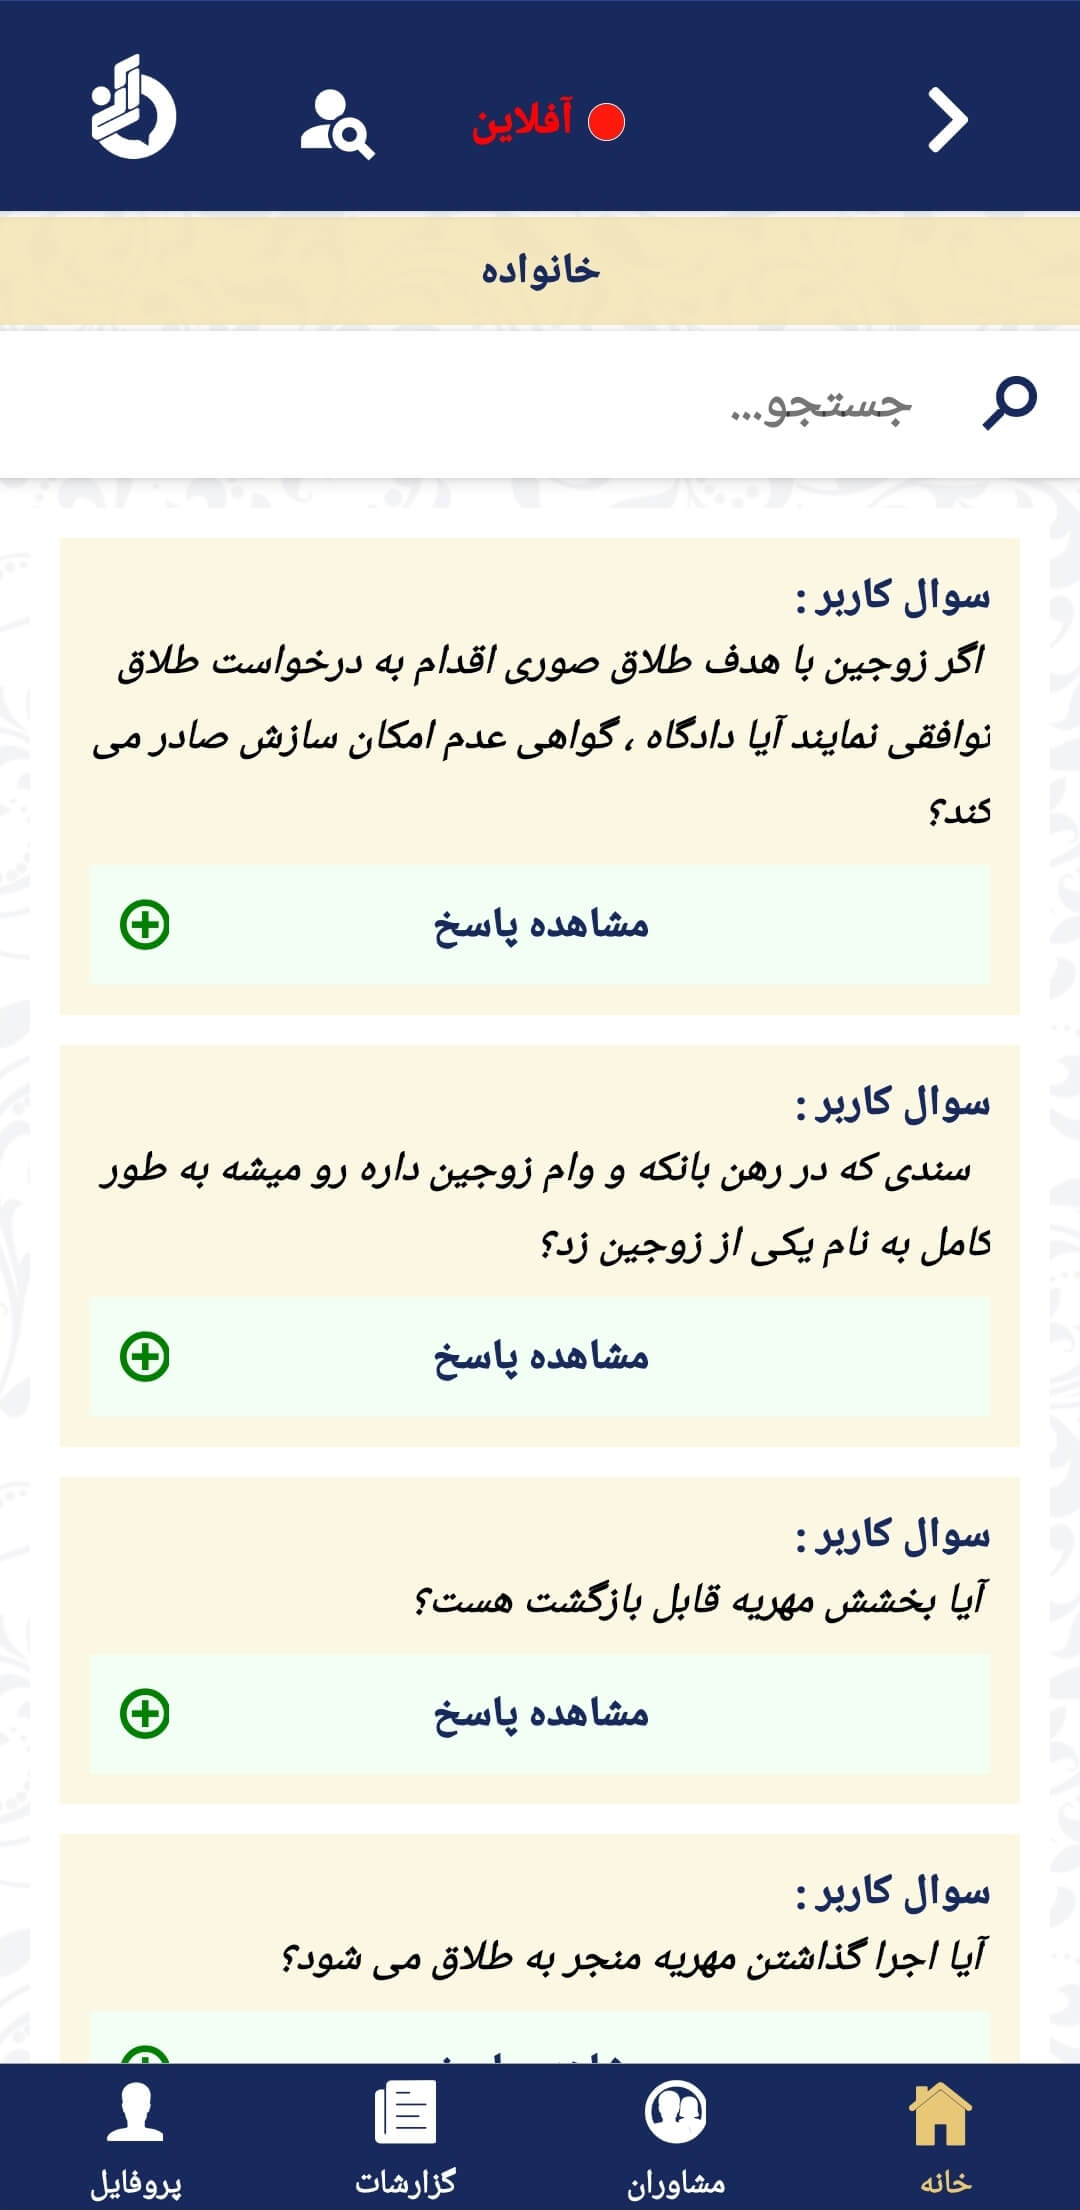 آفلاین
خانواده
جستجو...
سوال کاربر :
اگر زوجین با هدف طلاق صوری اقدام به درخواست طلاق
توافقی نمایند آیا دادگاه ، گواهی عدم امکان سازش صادر می
کند؟
مشاهده پاسخ
سوال کاربر :
سندی که در رهن بانکه و وام زوجین داره رو میشه به طور
کامل به نام یکی از زوجین زد؟
مشاهده پاسخ
سوال کاربر :
آیا بخشش مهریه قابل بازگشت هست؟
مشاهده پاسخ
سوال کاربر :
آیا اجرا گذاشتن مهریه منجر به طلاق می شود؟
خانه
مشاوران
گزارشات
پروفایل